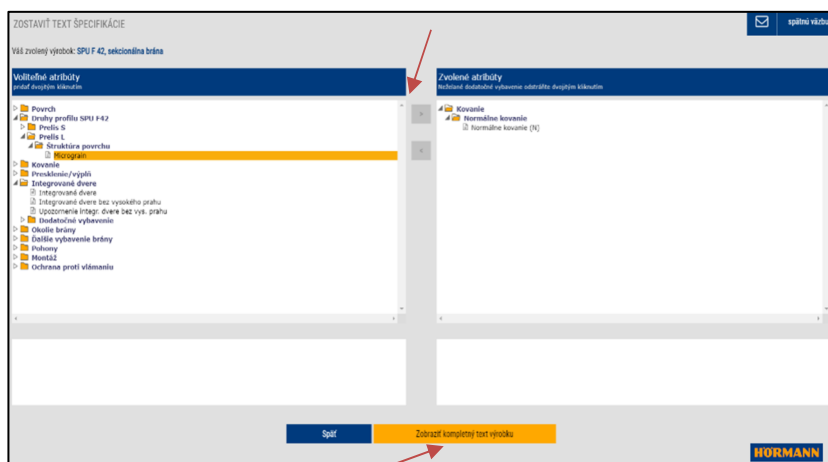 ZOSTAVIŤ TEXT ŠPECIFIKÁCIE
spätnú väzbu
Váš zvolený výrobok: SPU F 42, sekcionálna brána
Voliteľné atribúty
pridať dvojitým kliknutím
Povrch
Druhy profilu SPU F42
Prelis S
Prelis L
Štruktúra povrchu
Micrograin
Kovanie
Presklenie/výplň
Integrované dvere
Integrované dvere
Integrované dvere bez vysokého prahu
Upozornenie integr. dvere bez vys. prahu
Dodatočné vybavenie
Okolie brány
Ďalšie vybavenie brány
Pohony
Montáž
Ochrana proti vlámaniu
Zvolené atribúty
Neželané dodatočné vybavenie odstráňte dvojitým kliknutím
Kovanie
Normálne kovanie
Normálne kovanie (N)
Späť
Zobraziť kompletný text výrobku
HÖRMANN